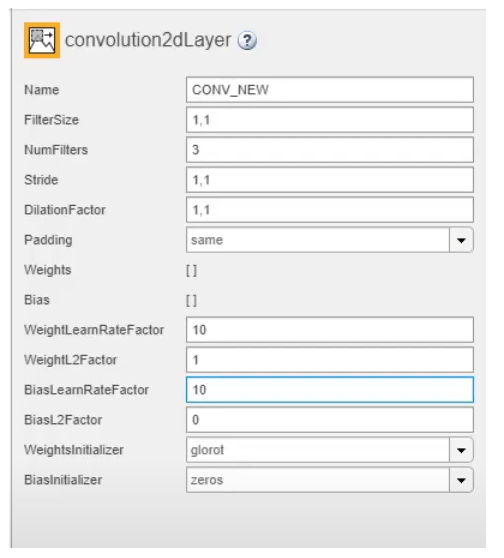 convolution2dLayer ?
Name CONV_NEW
FilterSize 1,1
NumFilters 3
Stride 1,1
DilationFactor 1,1
Padding same
Weights [ ]
Bias [ ]
WeightLearnRateFactor 10
WeightL2Factor 1
BiasLearnRateFactor 10
BiasL2Factor 0
WeightsInitializer glorot
BiasInitializer zeros